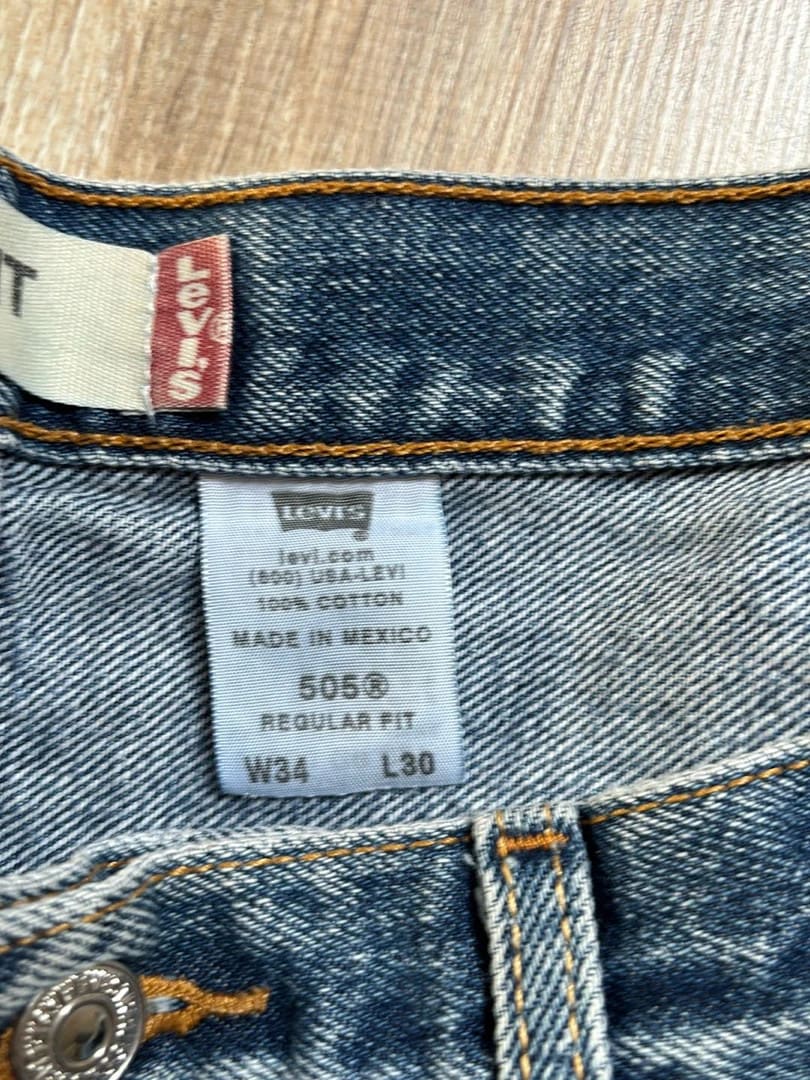 IT
LEVI'S®
LEVI'S®
levi.com
(800) USA-LEVI
100% COTTON
MADE IN MEXICO
505®
REGULAR FIT
W34 L30